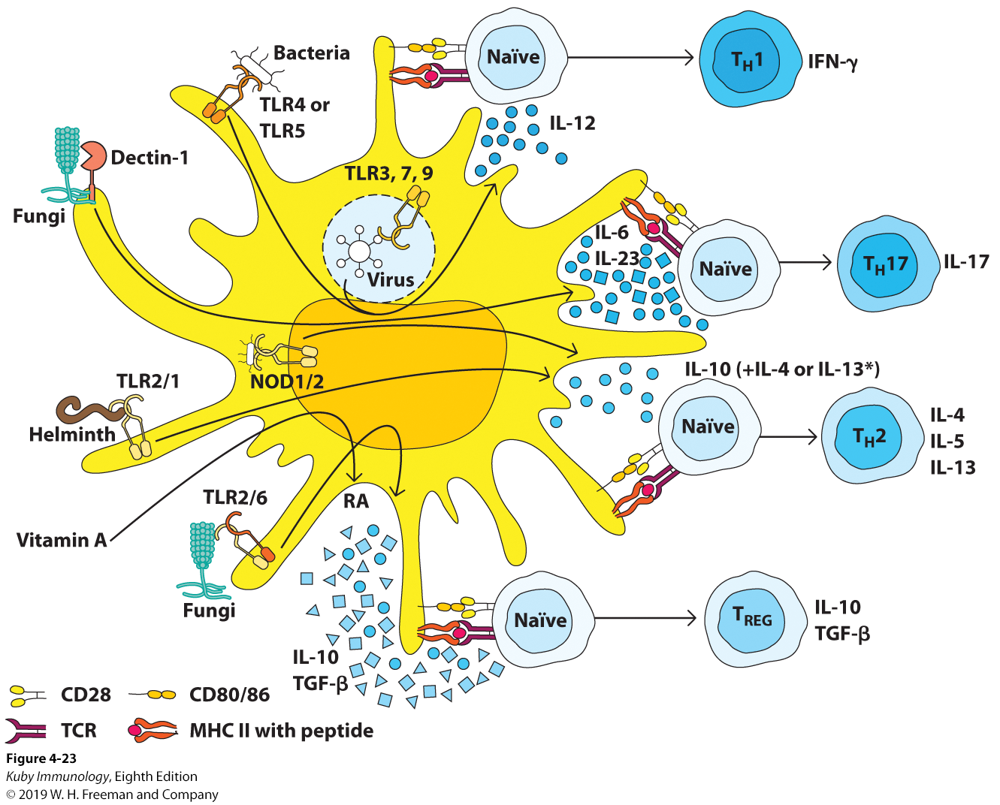 Bacteria
TLR4 or
TLR5
Naïve
TH1
IFN-γ
IL-12
Dectin-1
Fungi
TLR3, 7, 9
Virus
IL-6
IL-23
Naïve
TH17
IL-17
NOD1/2
TLR2/1
Helminth
IL-10 (+IL-4 or IL-13*)
Naïve
TH2
IL-4
IL-5
IL-13
TLR2/6
RA
Vitamin A
Fungi
Naïve
TREG
IL-10
TGF-β
IL-10
TGF-β
CD28
CD80/86
TCR
MHC II with peptide
Figure 4-23
Kuby Immunology, Eighth Edition
© 2019 W. H. Freeman and Company